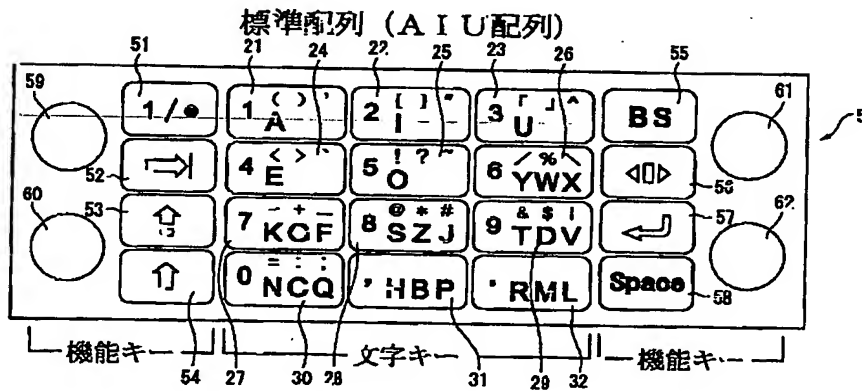 標準配列(AIU配列)
51 21 24 22 25 23 26 55
59 61 5
1/● 1 ( ) ' A 2 [ ] " I 3 「 」 ^ U BS
52 4 < > ` E 5 ! ? ~ O 6 / % \ YWX 56
53 60 57 62
7 - + _ KGF 8 @ * # SZJ 9 & $ | TDV
0 = : ; NCQ , HBP . RML Space 58
機能キー 54 27 文字キー 30 28 31 29 32 機能キー